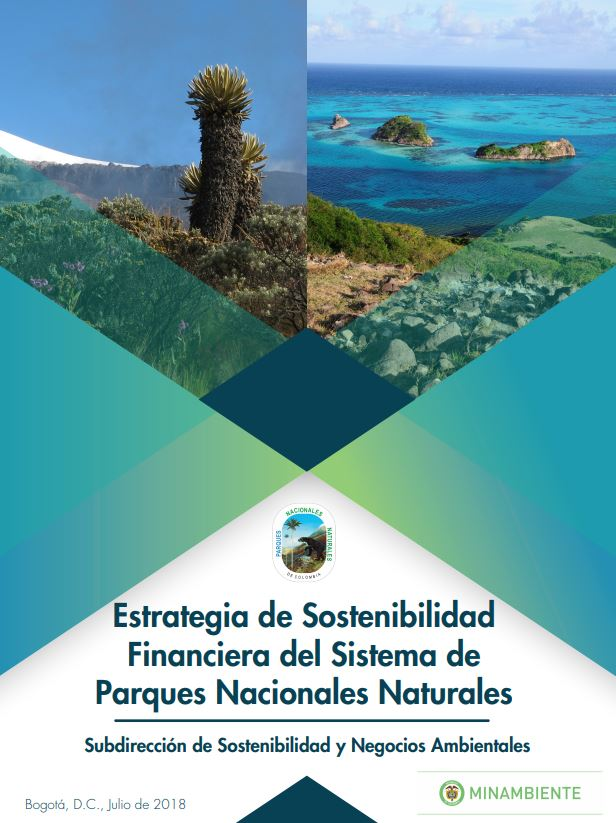 PARQUES
NACIONALES
NATURALES
DE COLOMBIA
Estrategia de Sostenibilidad
Financiera del Sistema de
Parques Nacionales Naturales
Subdirección de Sostenibilidad y Negocios Ambientales
Bogotá, D.C., Julio de 2018
MINAMBIENTE